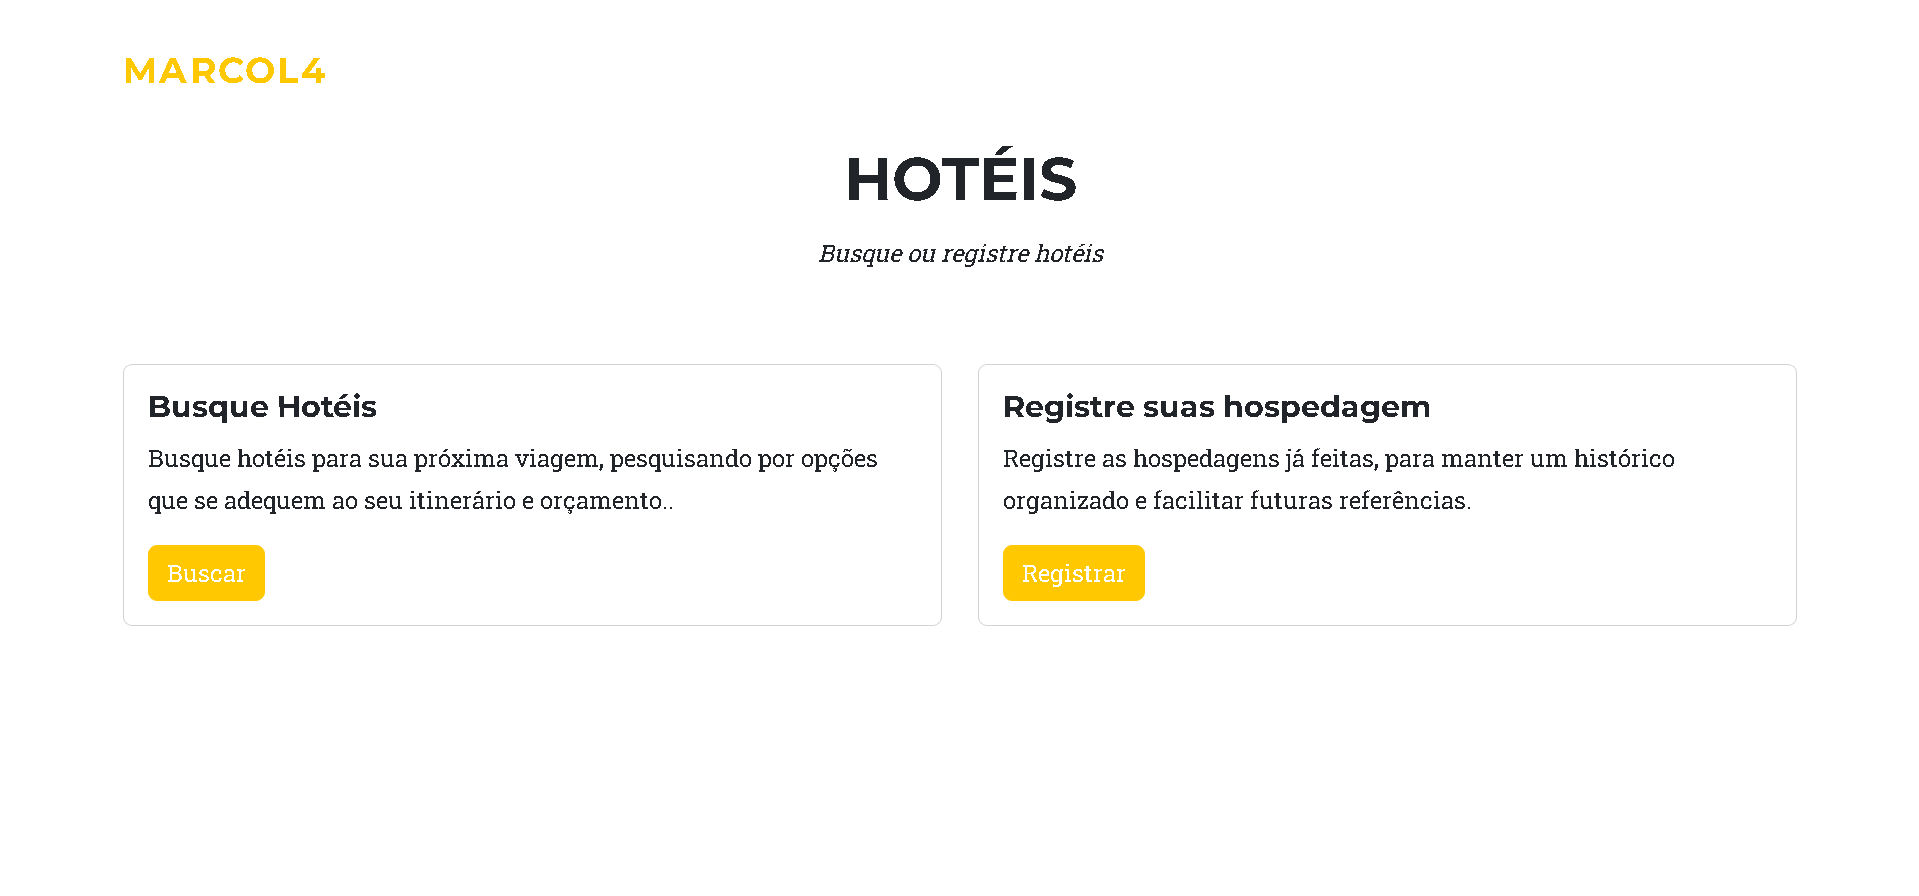 MARCOL4
HOTÉIS
Busque ou registre hotéis
Busque Hotéis
Busque hotéis para sua próxima viagem, pesquisando por opções
que se adequem ao seu itinerário e orçamento..
Buscar
Registre suas hospedagem
Registre as hospedagens já feitas, para manter um histórico
organizado e facilitar futuras referências.
Registrar